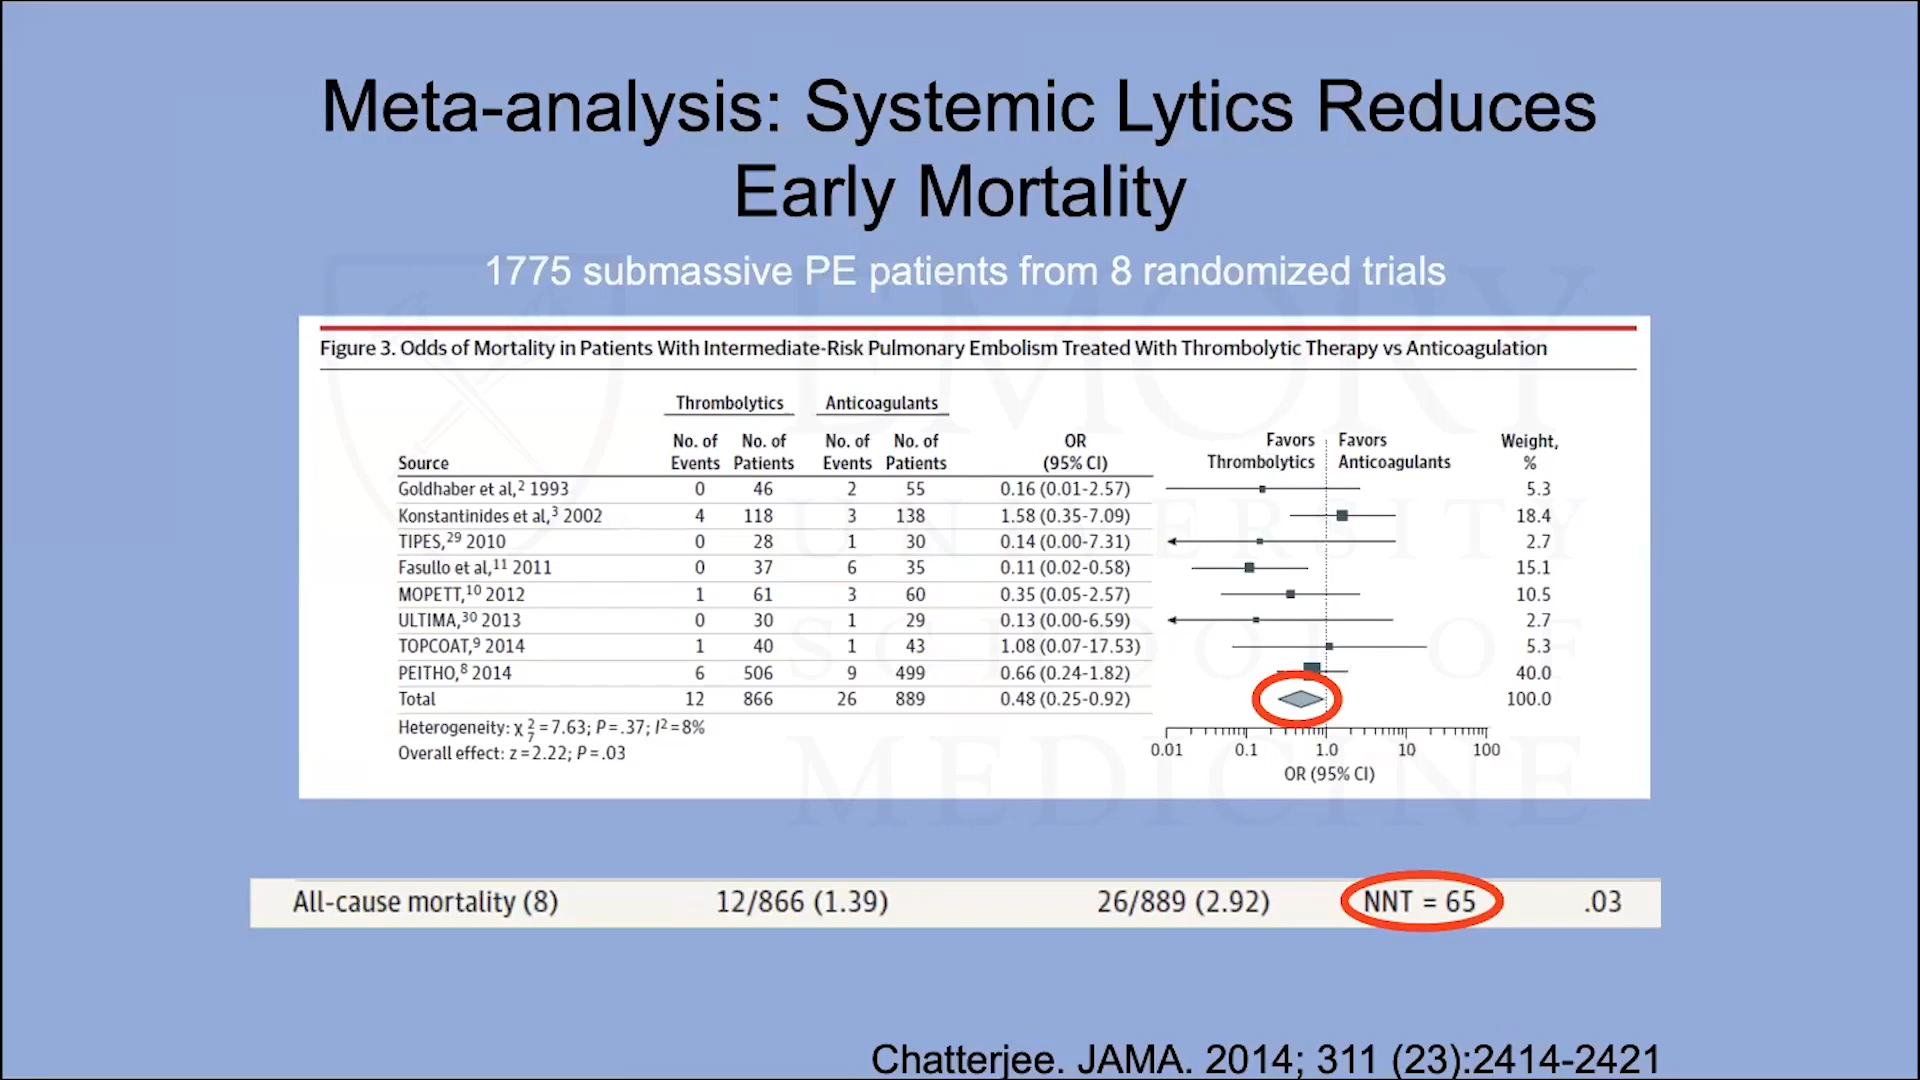 Meta-analysis: Systemic Lytics Reduces
Early Mortality
1775 submassive PE patients from 8 randomized trials
Figure 3. Odds of Mortality in Patients With Intermediate-Risk Pulmonary Embolism Treated With Thrombolytic Therapy vs Anticoagulation
Thrombolytics Anticoagulants
No. of No. of No. of No. of OR Favors Favors Weight,
Source Events Patients Events Patients (95% CI) Thrombolytics Anticoagulants %
Goldhaber et al,2 1993 0 46 2 55 0.16 (0.01-2.57) 5.3
Konstantinides et al,3 2002 4 118 3 138 1.58 (0.35-7.09) 18.4
TIPES,29 2010 0 28 1 30 0.14 (0.00-7.31) 2.7
Fasullo et al,11 2011 0 37 6 35 0.11 (0.02-0.58) 15.1
MOPETT,10 2012 1 61 3 60 0.35 (0.05-2.57) 10.5
ULTIMA,30 2013 0 30 1 29 0.13 (0.00-6.59) 2.7
TOPCOAT,9 2014 1 40 1 43 1.08 (0.07-17.53) 5.3
PEITHO,8 2014 6 506 9 499 0.66 (0.24-1.82) 40.0
Total 12 866 26 889 0.48 (0.25-0.92) 100.0
Heterogeneity: χ²₇=7.63; P=.37; I²=8%
Overall effect: z=2.22; P=.03
0.01 0.1 1.0 10 100
OR (95% CI)
All-cause mortality (8) 12/866 (1.39) 26/889 (2.92) NNT = 65 .03
Chatterjee. JAMA. 2014; 311 (23):2414-2421
EMORY
UNIVERSITY
SCHOOL OF
MEDICINE